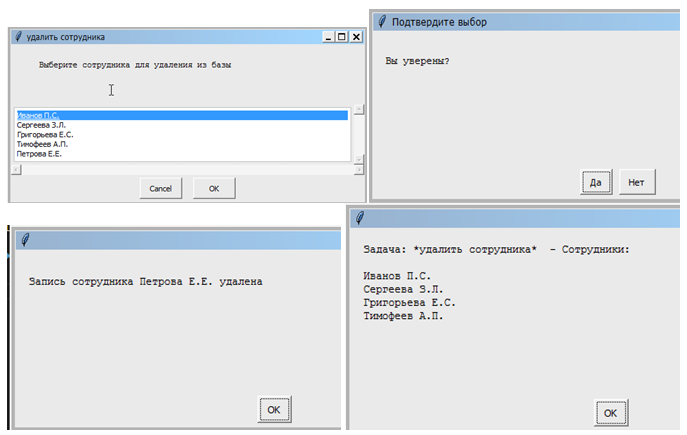 удалить сотрудника
Выберите сотрудника для удаления из базы
Иванов П.С.
Сергеева З.Л.
Григорьева Е.С.
Тимофеев А.П.
Петрова Е.Е.
Cancel
OK
Подтвердите выбор
Вы уверены?
Да
Нет
Запись сотрудника Петрова Е.Е. удалена
OK
Задача: *удалить сотрудника* - Сотрудники:
Иванов П.С.
Сергеева З.Л.
Григорьева Е.С.
Тимофеев А.П.
OK